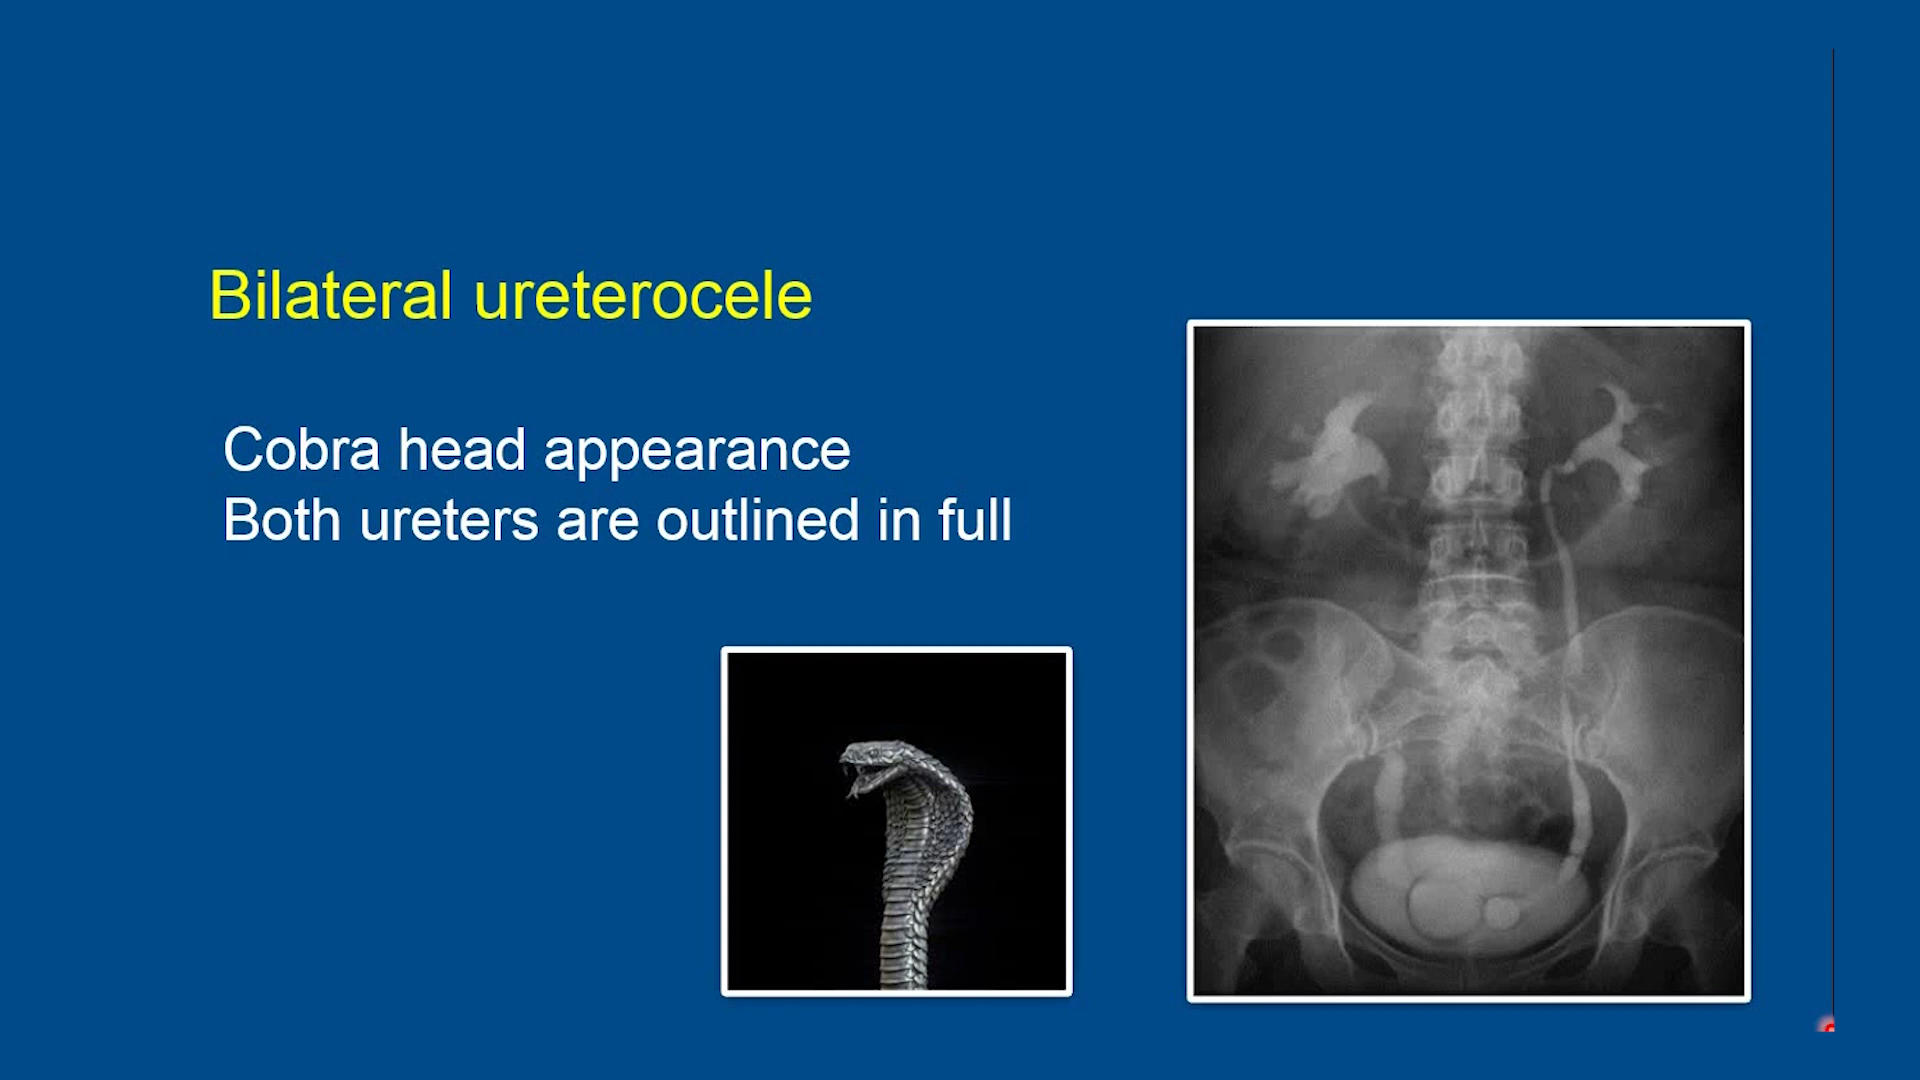 Bilateral ureterocele
Cobra head appearance
Both ureters are outlined in full